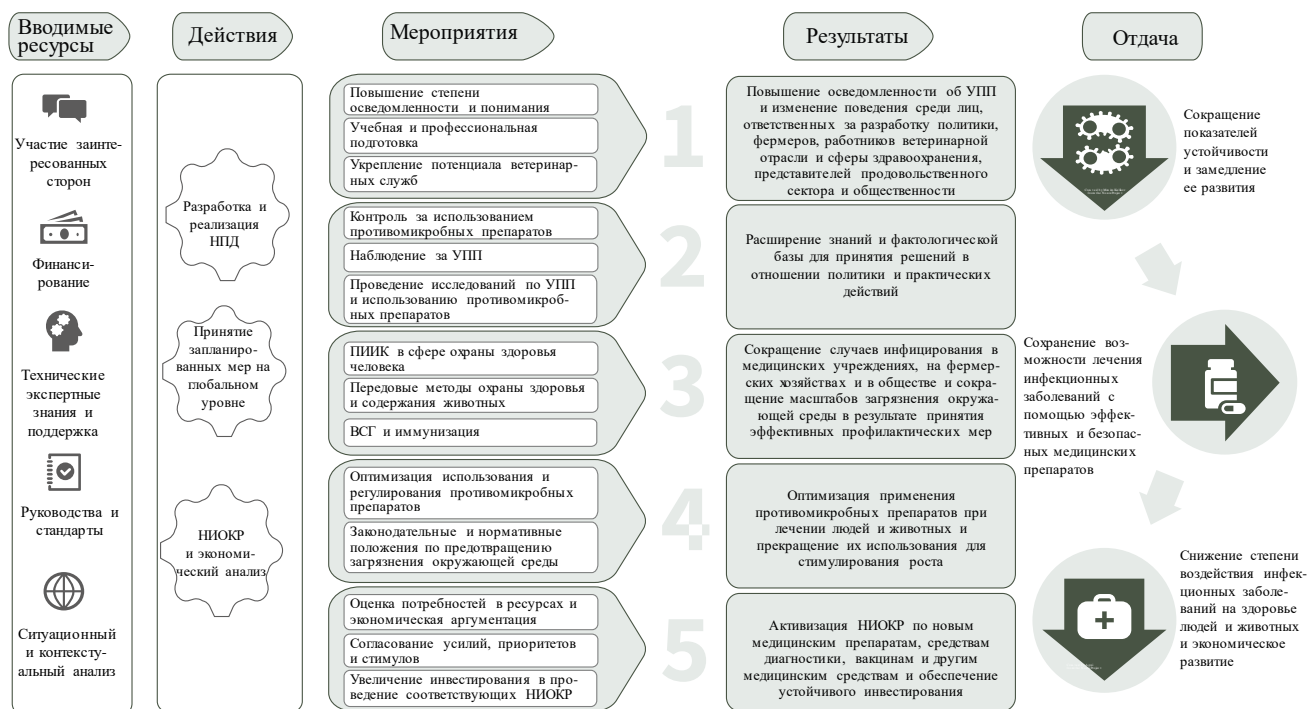 Вводимые
ресурсы
Действия
Мероприятия
Результаты
Отдача
Участие заинте-
ресованных
сторон
Финанси-
рование
Технические
экспертные
знания и
поддержка
Руководства и
стандарты
Ситуационный
и контексту-
альный анализ
Разработка и
реализация
НПД
Принятие
запланиро-
ванных мер на
глобальном
уровне
НИОКР
и экономи-
ческий анализ
Повышение степени
осведомленности и понимания
Учебная и профессиональная
подготовка
Укрепление потенциала ветеринар-
ных служб
1
Повышение осведомленности об УПП
и изменение поведения среди лиц,
ответственных за разработку политики,
фермеров, работников ветеринарной
отрасли и сферы здравоохранения,
представителей продовольственного
сектора и общественности
Контроль за использованием
противомикробных препаратов
Наблюдение за УПП
Проведение исследований по УПП
и использованию противомикроб-
ных препаратов
2
Расширение знаний и фактологической
базы для принятия решений в
отношении политики и практических
действий
ПИИК в сфере охраны здоровья
человека
Передовые методы охраны здоровья
и содержания животных
ВСГ и иммунизация
3
Сокращение случаев инфицирования в
медицинских учреждениях, на фермер-
ских хозяйствах и в обществе и сокра-
щение масштабов загрязнения окружа-
ющей среды в результате принятия
эффективных профилактических мер
Оптимизация использования и
регулирования противомикробных
препаратов
Законодательные и нормативные
положения по предотвращению
загрязнения окружающей среды
4
Оптимизация применения
противомикробных препаратов при
лечении людей и животных и
прекращение их использования для
стимулирования роста
Оценка потребностей в ресурсах и
экономическая аргументация
Согласование усилий, приоритетов
и стимулов
Увеличение инвестирования в про-
ведение соответствующих НИОКР
5
Активизация НИОКР по новым
медицинским препаратам, средствам
диагностики, вакцинам и другим
медицинским средствам и обеспечение
устойчивого инвестирования
Сокращение
показателей
устойчивости
и замедление
ее развития
Сохранение воз-
можности лечения
инфекционных
заболеваний с
помощью эффек-
тивных и безопас-
ных медицинских
препаратов
Снижение степени
воздействия инфек-
ционных заболе-
ваний на здоровье
людей и животных
и экономическое
развитие